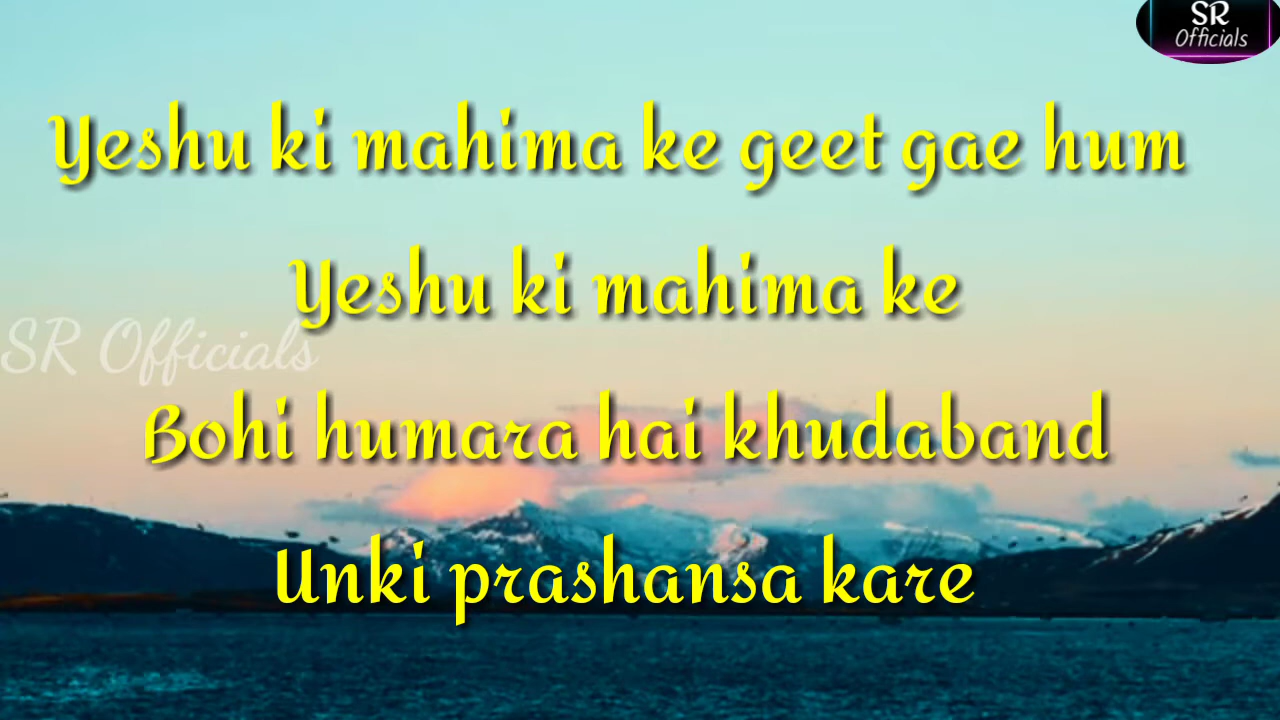 SR
Officials
Yeshu ki mahima ke geet gae hum
Yeshu ki mahima ke
SR Officials
Bohi humara hai khudaband
Unki prashansa kare